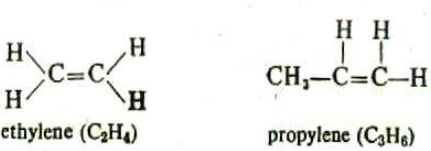 H H H H
C=C CH₃—C=C—H
H H
ethylene (C₂H₄) propylene (C₃H₆)